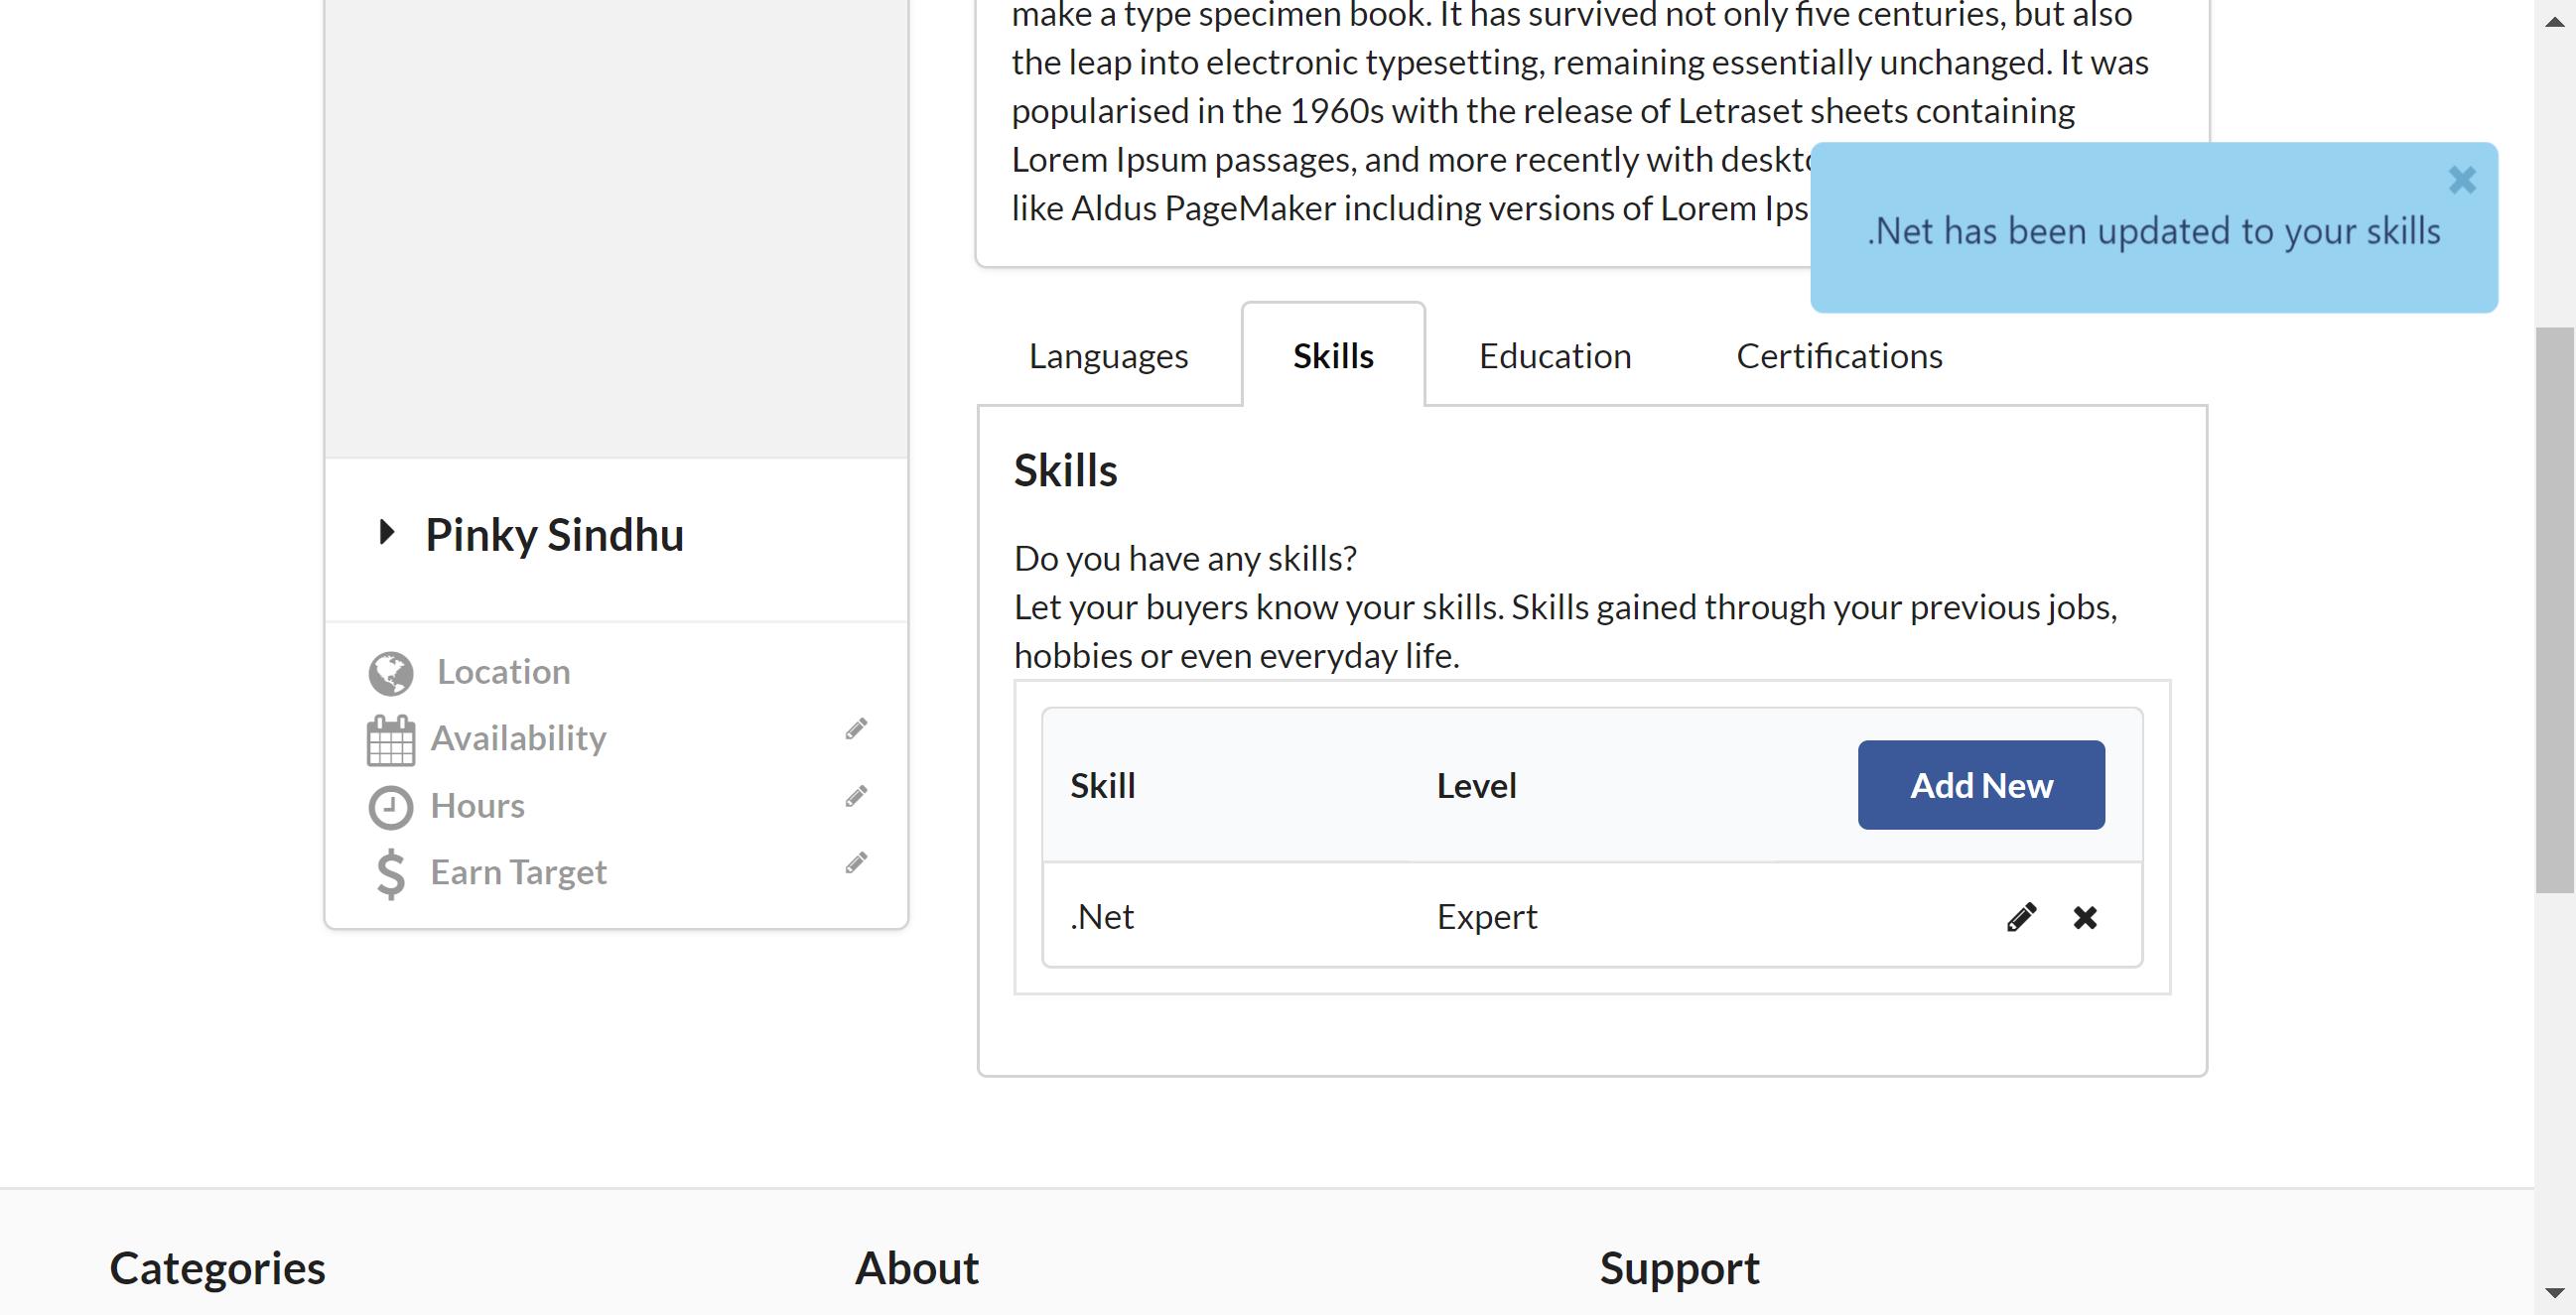 make a type specimen book. It has survived not only five centuries, but also
the leap into electronic typesetting, remaining essentially unchanged. It was
popularised in the 1960s with the release of Letraset sheets containing
Lorem Ipsum passages, and more recently with
like Aldus PageMaker including versions of Lorem
.Net has been updated to your skills
Languages
Skills
Education
Certifications
Pinky Sindhu
Location
Availability
Hours
Earn Target
Skills
Do you have any skills?
Let your buyers know your skills. Skills gained through your previous jobs,
hobbies or even everyday life.
Skill
Level
Add New
.Net
Expert
Categories
About
Support